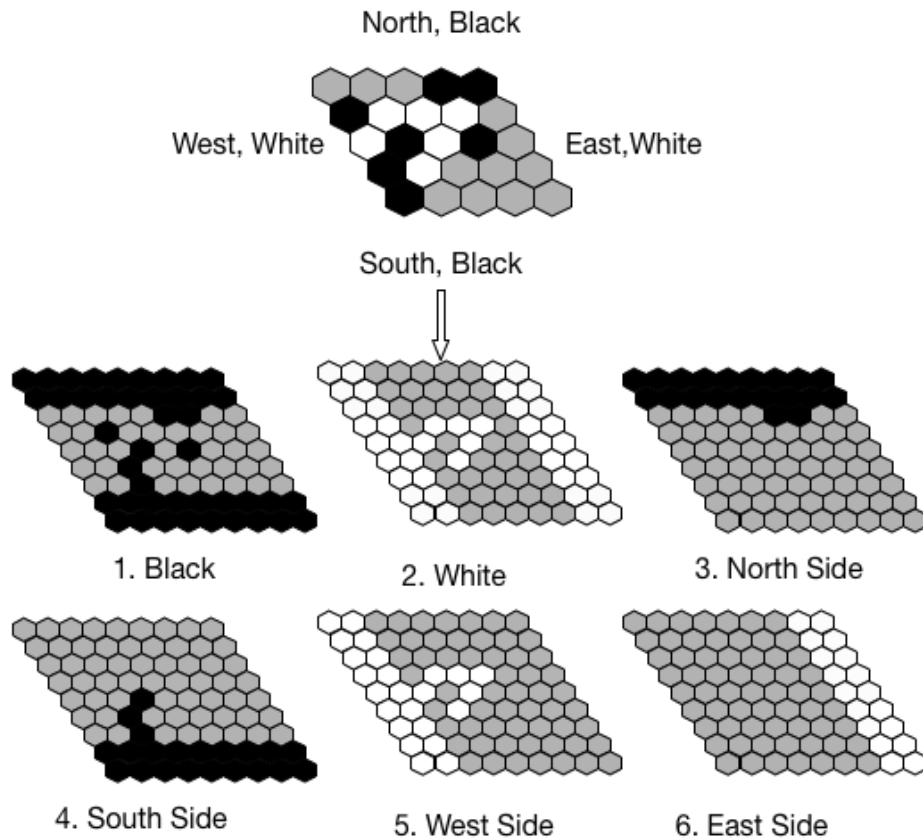 North, Black
West, White
East,White
South, Black
1. Black
2. White
3. North Side
4. South Side
5. West Side
6. East Side